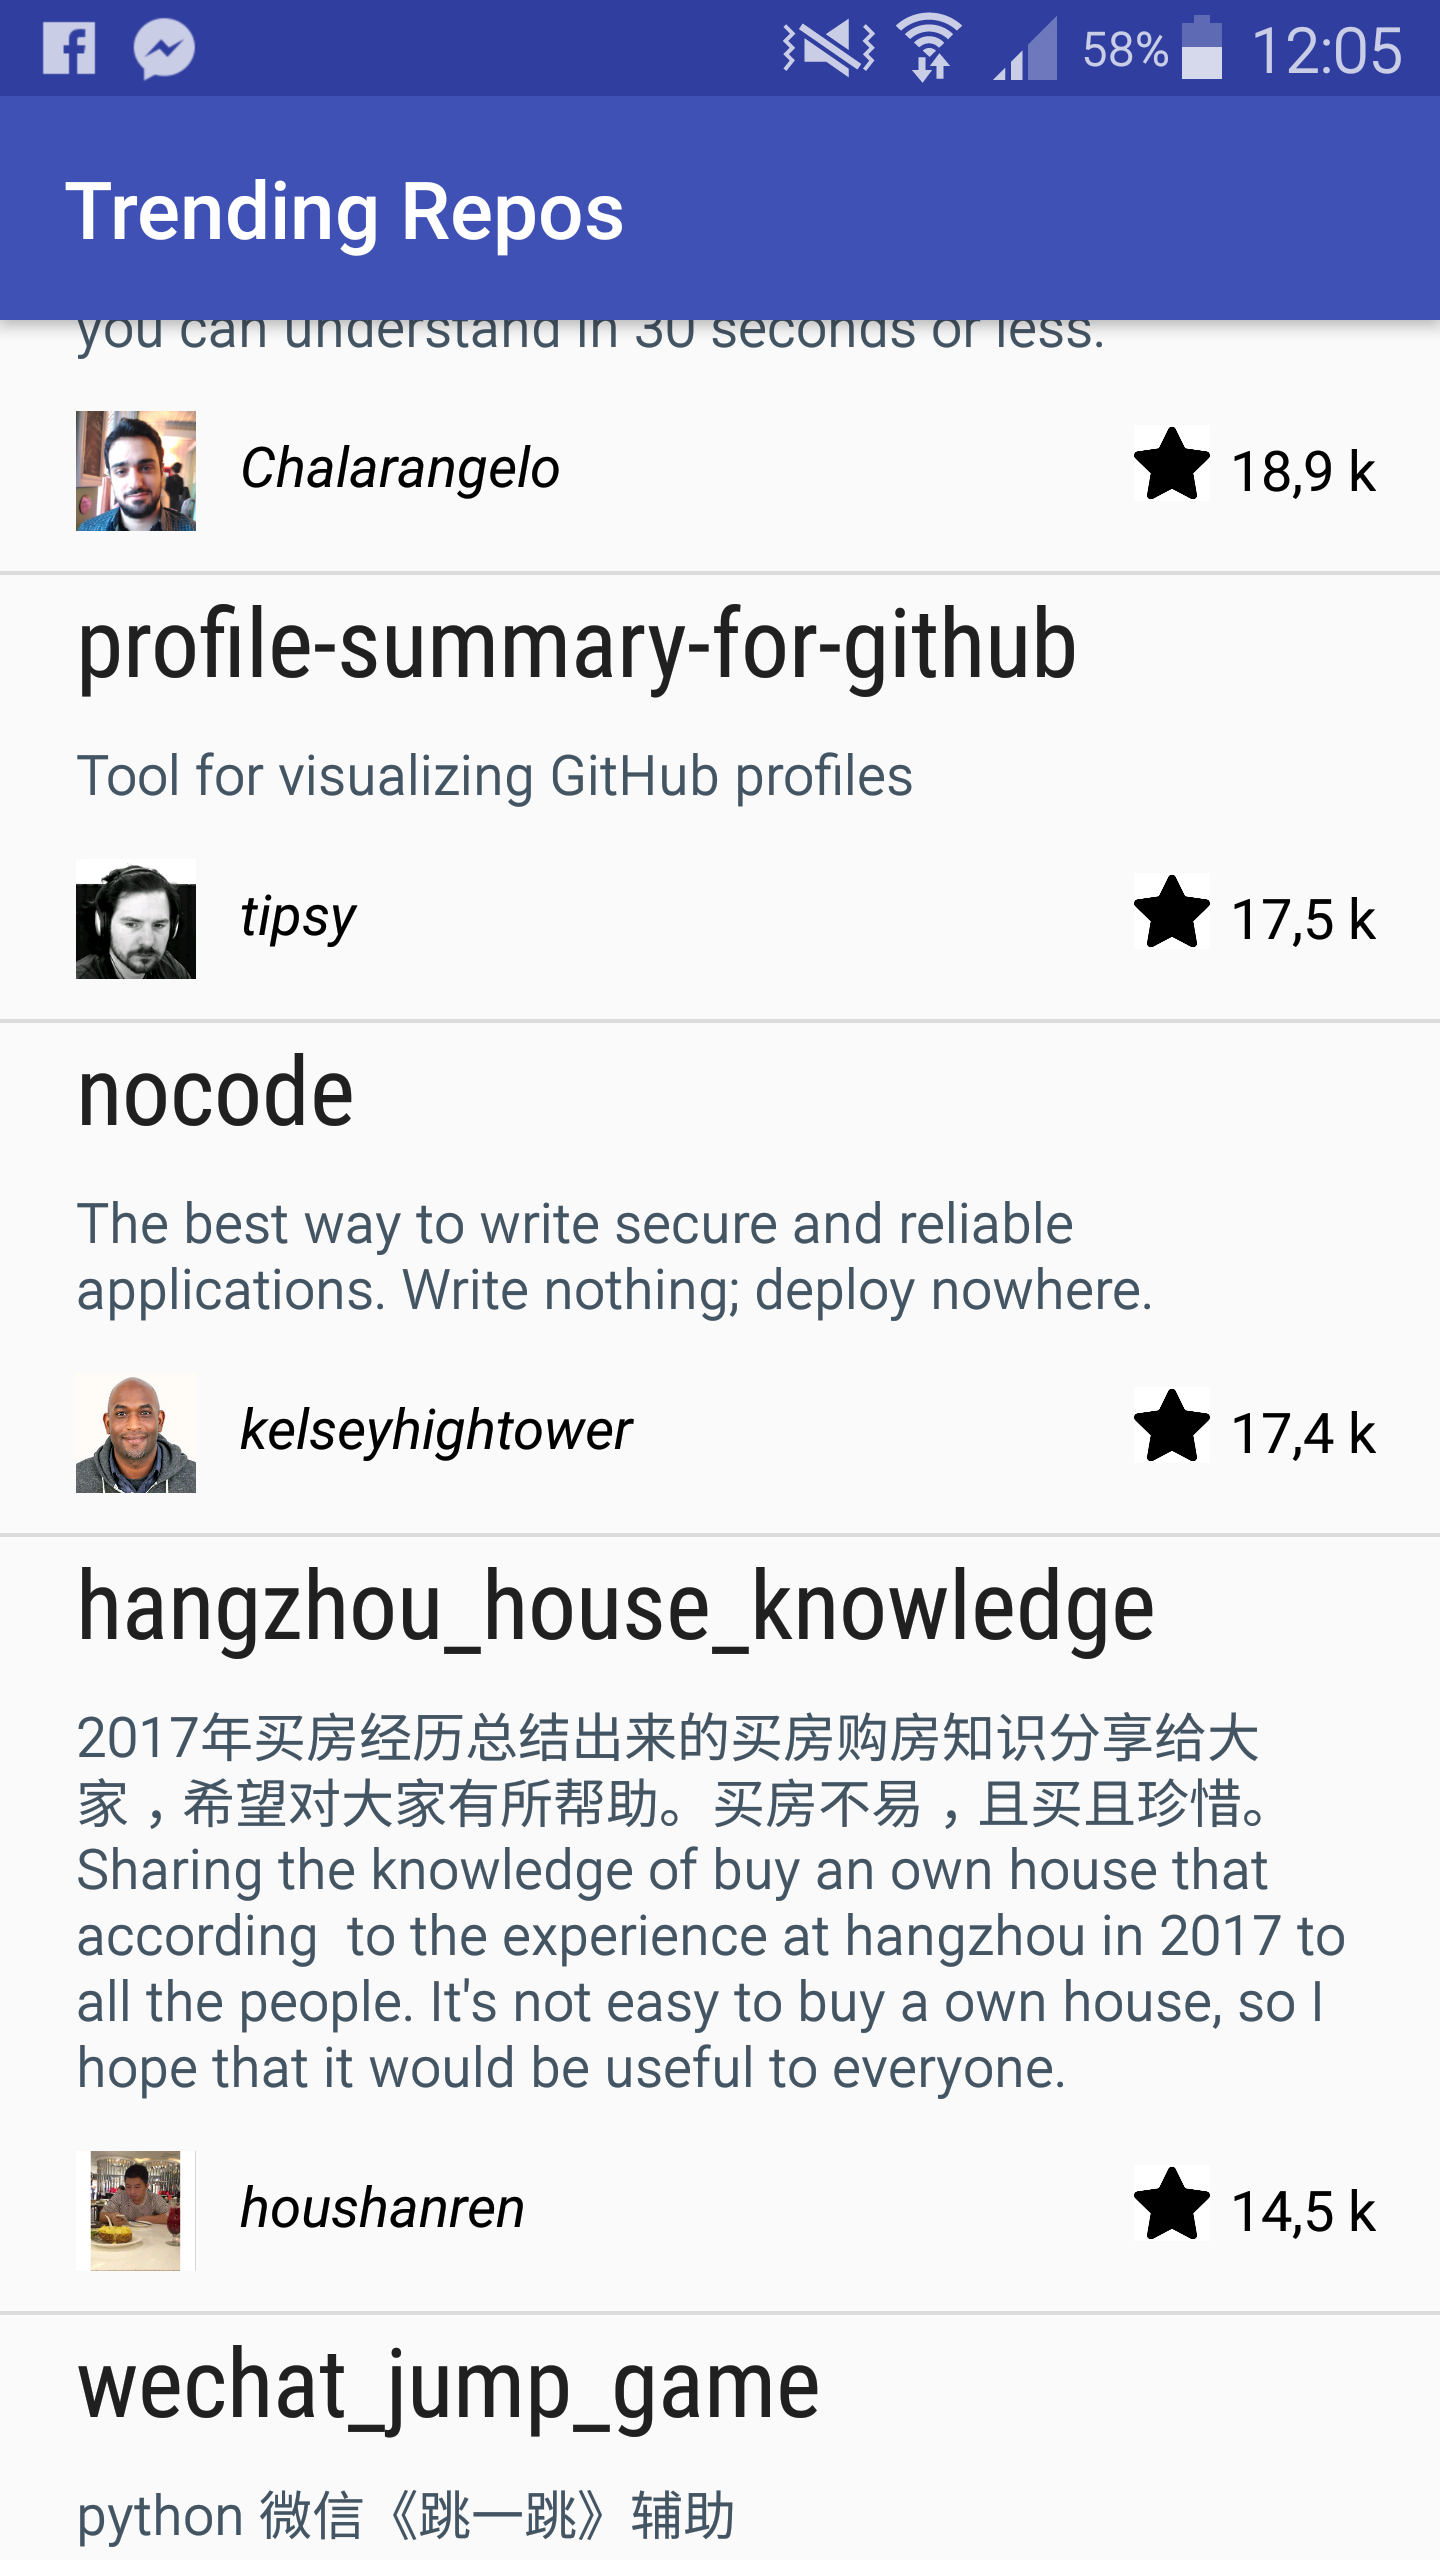 58% 12:05
Trending Repos
you can understand in 30 seconds or less.
Chalarangelo 18,9 k
profile-summary-for-github
Tool for visualizing GitHub profiles
tipsy 17,5 k
nocode
The best way to write secure and reliable
applications. Write nothing; deploy nowhere.
kelseyhightower 17,4 k
hangzhou_house_knowledge
2017年买房经历总结出来的买房购房知识分享给大
家，希望对大家有所帮助。买房不易，且买且珍惜。
Sharing the knowledge of buy an own house that
according  to the experience at hangzhou in 2017 to
all the people. It's not easy to buy a own house, so I
hope that it would be useful to everyone.
houshanren 14,5 k
wechat_jump_game
python 微信《跳一跳》辅助